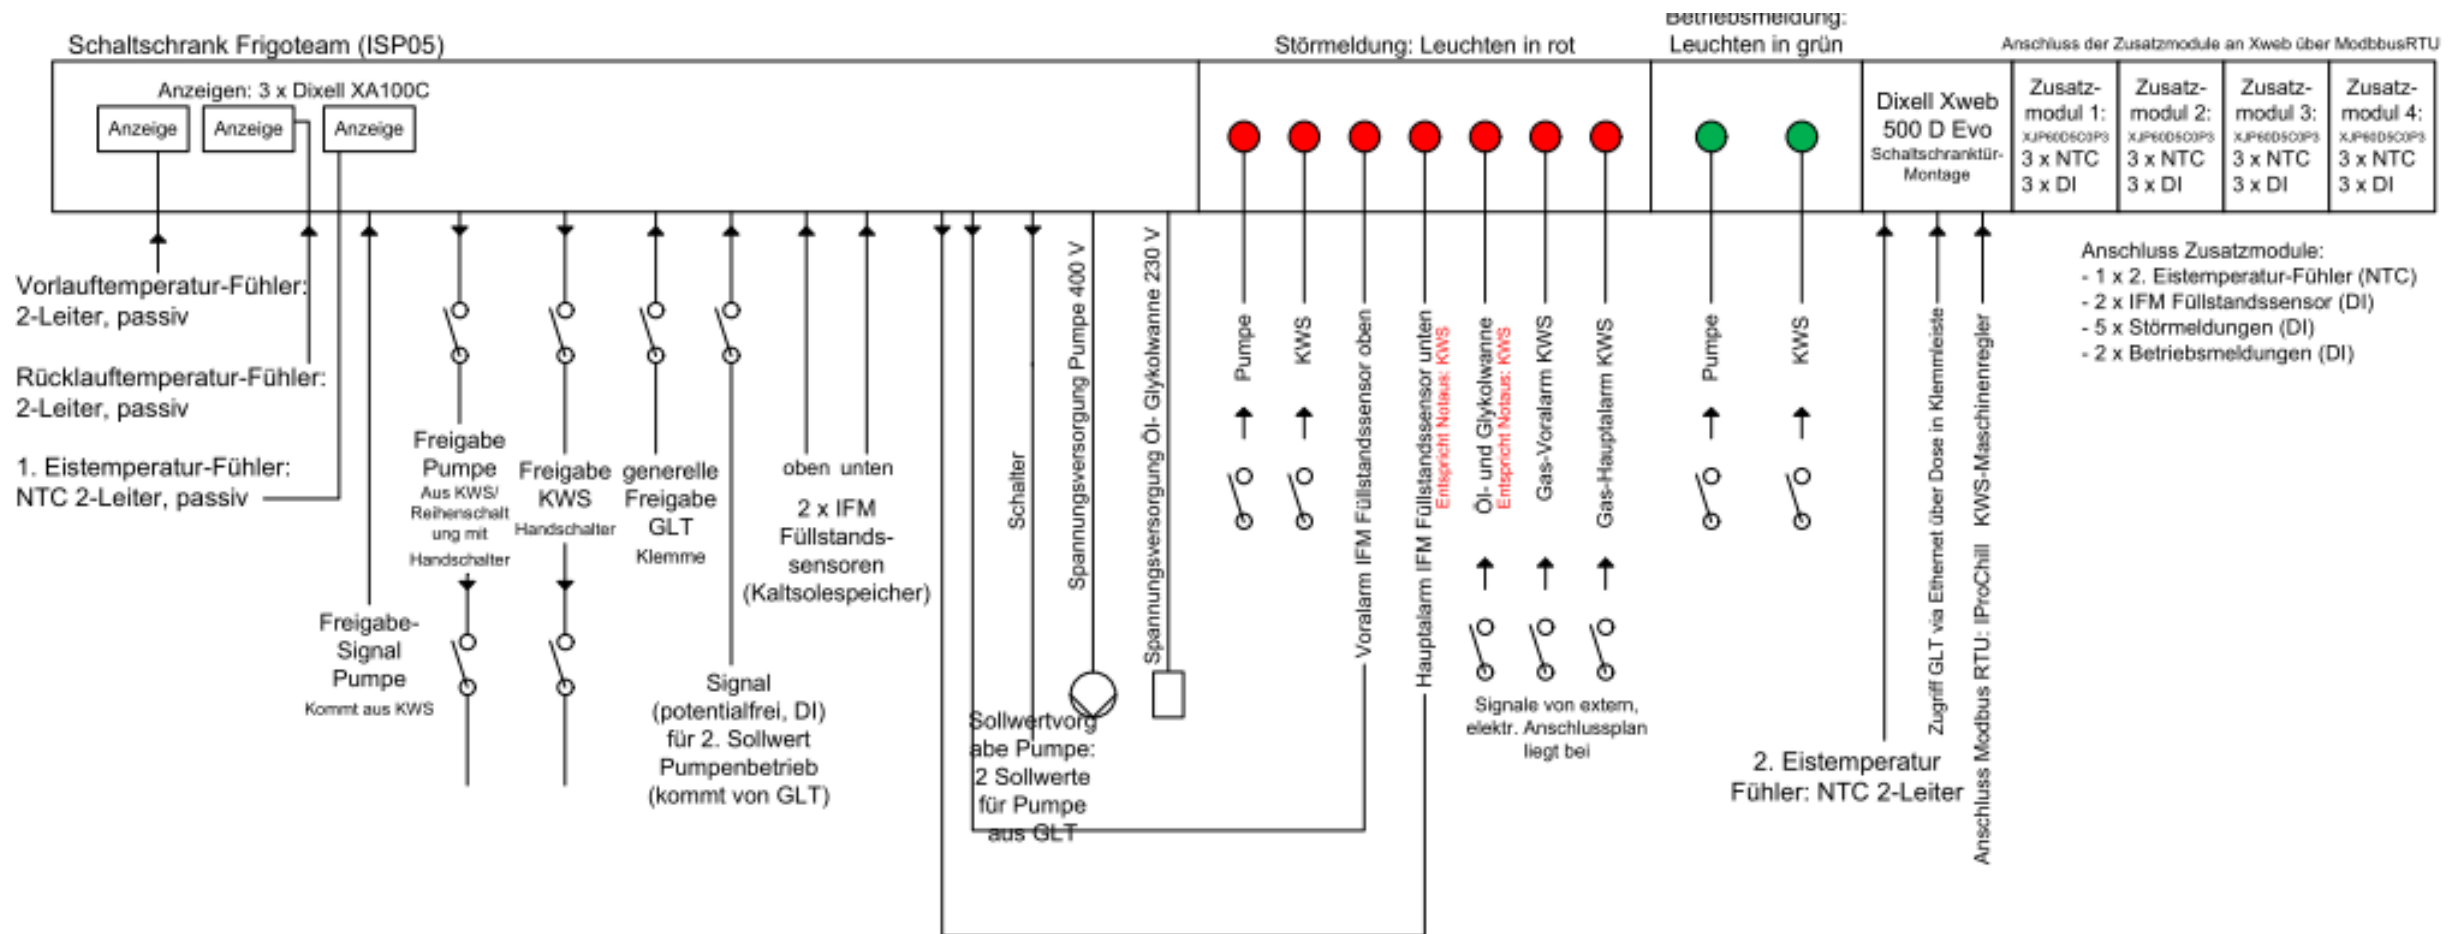 Schaltschrank Frigoteam (ISP05)
Anzeigen: 3 x Dixell XA100C
Anzeige
Anzeige
Anzeige
Störmeldung: Leuchten in rot
Betriebsmeldung:
Leuchten in grün
Anschluss der Zusatzmodule an Xweb über ModbbusRTU
Dixell Xweb
500 D Evo
Schaltschranktür-
Montage
Zusatz-
modul 1:
XJP60D5C0P3
3 x NTC
3 x DI
Zusatz-
modul 2:
XJP60D5C0P3
3 x NTC
3 x DI
Zusatz-
modul 3:
XJP60D5C0P3
3 x NTC
3 x DI
Zusatz-
modul 4:
XJP60D5C0P3
3 x NTC
3 x DI
Vorlauftemperatur-Fühler:
2-Leiter, passiv
Rücklauftemperatur-Fühler:
2-Leiter, passiv
1. Eistemperatur-Fühler:
NTC 2-Leiter, passiv
Freigabe-
Signal
Pumpe
Kommt aus KWS
Freigabe
Pumpe
Aus KWS/
Reihenschalt
ung mit
Handschalter
Freigabe
KWS
Handschalter
generelle
Freigabe
GLT
Klemme
Signal
(potentialfrei, DI)
für 2. Sollwert
Pumpenbetrieb
(kommt von GLT)
oben unten
2 x IFM
Füllstands-
sensoren
(Kaltsolespeicher)
Schalter
Sollwertvorg
abe Pumpe:
2 Sollwerte
für Pumpe
aus GLT
Spannungsversorgung Pumpe 400 V
Spannungsversorgung Öl- Glykolwanne 230 V
Pumpe
KWS
Voralarm IFM Füllstandssensor oben
Hauptalarm IFM Füllstandssensor unten
Entspricht Notaus: KWS
Öl- und Glykolwanne
Entspricht Notaus: KWS
Gas-Voralarm KWS
Gas-Hauptalarm KWS
Signale von extern,
elektr. Anschlussplan
liegt bei
Pumpe
KWS
2. Eistemperatur
Fühler: NTC 2-Leiter
Zugriff GLT via Ethernet über Dose in Klemmleiste
Anschluss Modbus RTU: IProChill KWS-Maschinenregler
Anschluss Zusatzmodule:
- 1 x 2. Eistemperatur-Fühler (NTC)
- 2 x IFM Füllstandssensor (DI)
- 5 x Störmeldungen (DI)
- 2 x Betriebsmeldungen (DI)